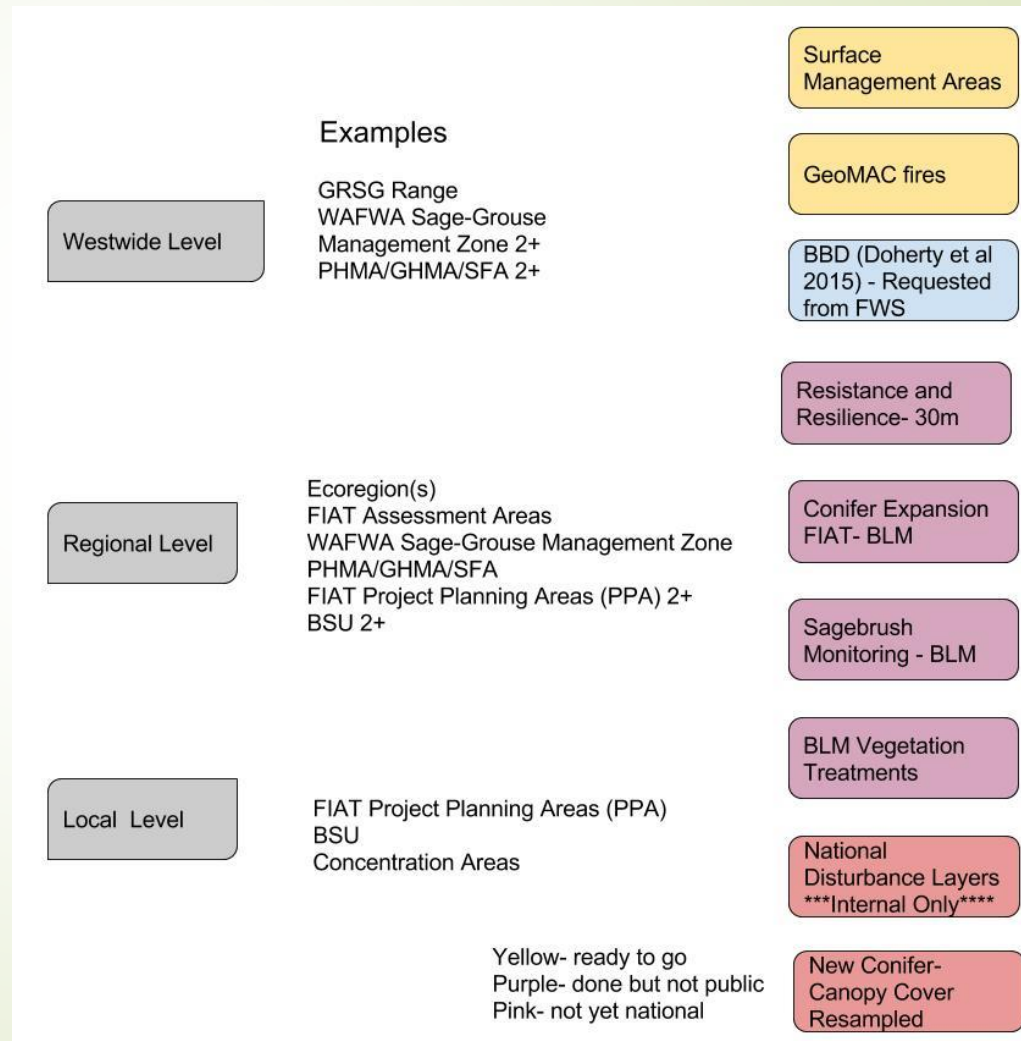 Surface
Management Areas
Examples
GeoMAC fires
GRSG Range
WAFWA Sage-Grouse
Management Zone 2+
PHMA/GHMA/SFA 2+
Westwide Level
BBD (Doherty et al
2015) - Requested
from FWS
Resistance and
Resilience- 30m
Ecoregion(s)
FIAT Assessment Areas
WAFWA Sage-Grouse Management Zone
PHMA/GHMA/SFA
FIAT Project Planning Areas (PPA) 2+
BSU 2+
Regional Level
Conifer Expansion
FIAT- BLM
Sagebrush
Monitoring - BLM
BLM Vegetation
Treatments
Local  Level
FIAT Project Planning Areas (PPA)
BSU
Concentration Areas
National
Disturbance Layers
***Internal Only****
Yellow- ready to go
Purple- done but not public
Pink- not yet national
New Conifer-
Canopy Cover
Resampled